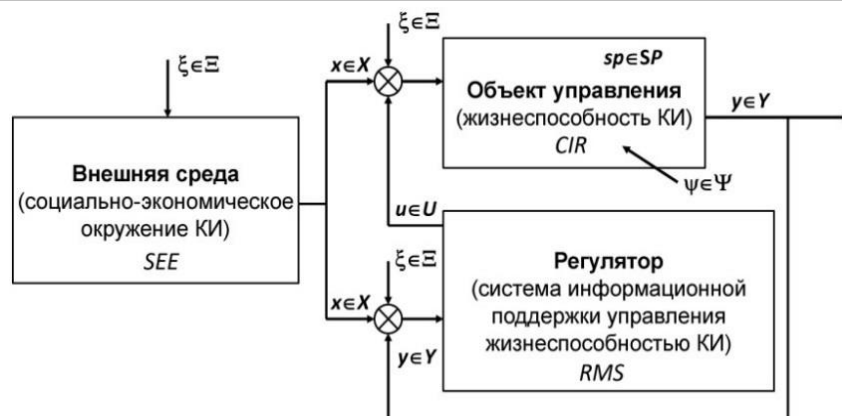 ξ∈Ξ
ξ∈Ξ
x∈X
sp∈SP
Объект управления
(жизнеспособность КИ)
CIR
y∈Y
ψ∈Ψ
Внешняя среда
(социально-экономическое
окружение КИ)
SEE
u∈U
ξ∈Ξ
x∈X
y∈Y
Регулятор
(система информационной
поддержки управления
жизнеспособностью КИ)
RMS